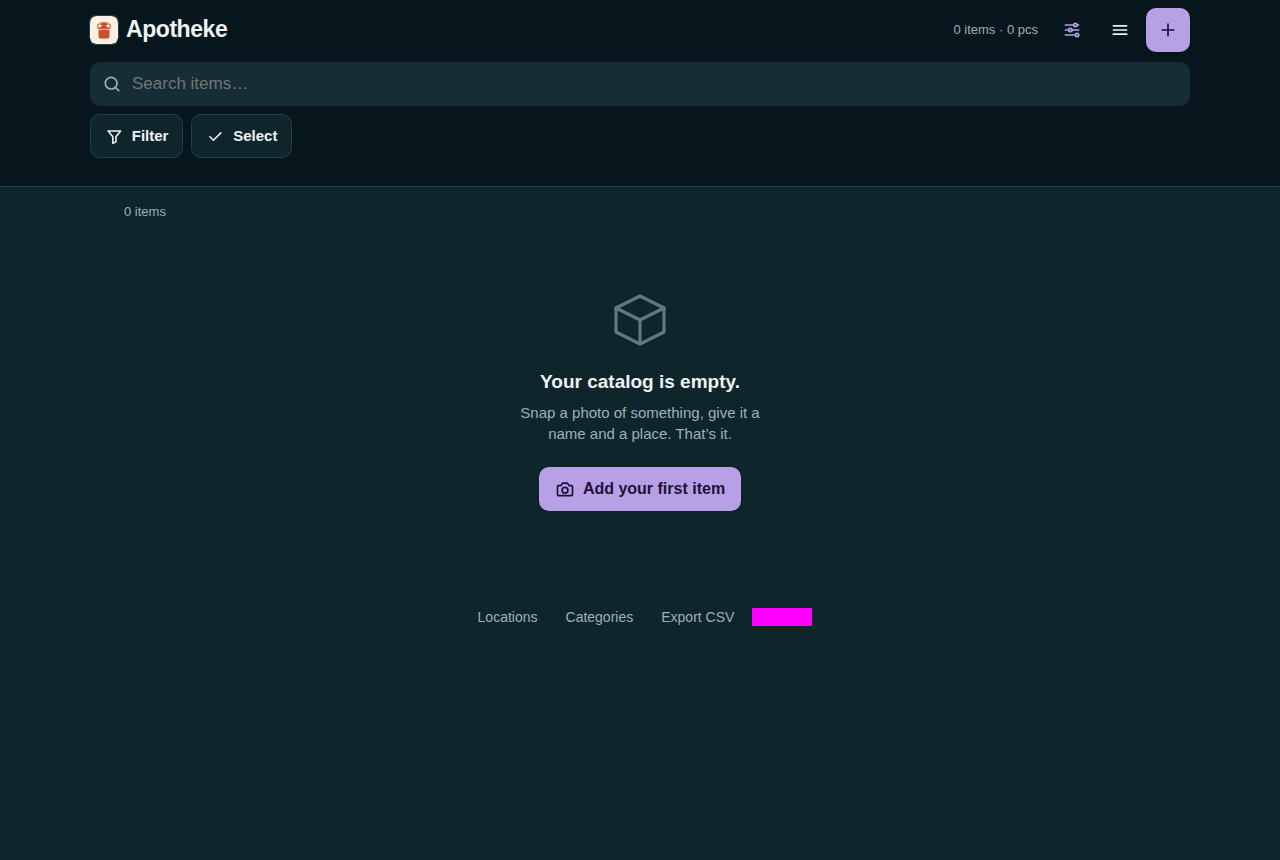 Apotheke
0 items · 0 pcs
Search items…
Filter
Select
0 items
Your catalog is empty.
Snap a photo of something, give it a
name and a place. That’s it.
Add your first item
Locations
Categories
Export CSV